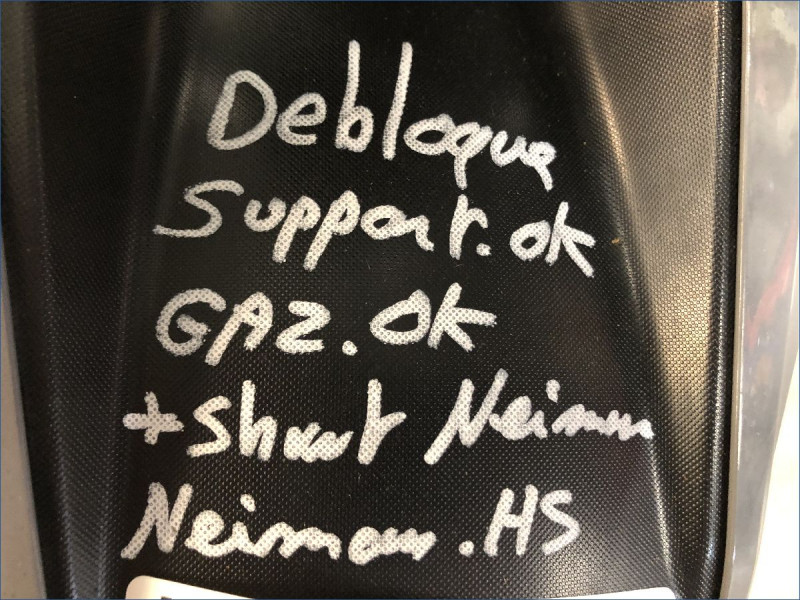 Debloque
Support.ok
GAZ.OK
+Shunt Neiman
Neiman.HS